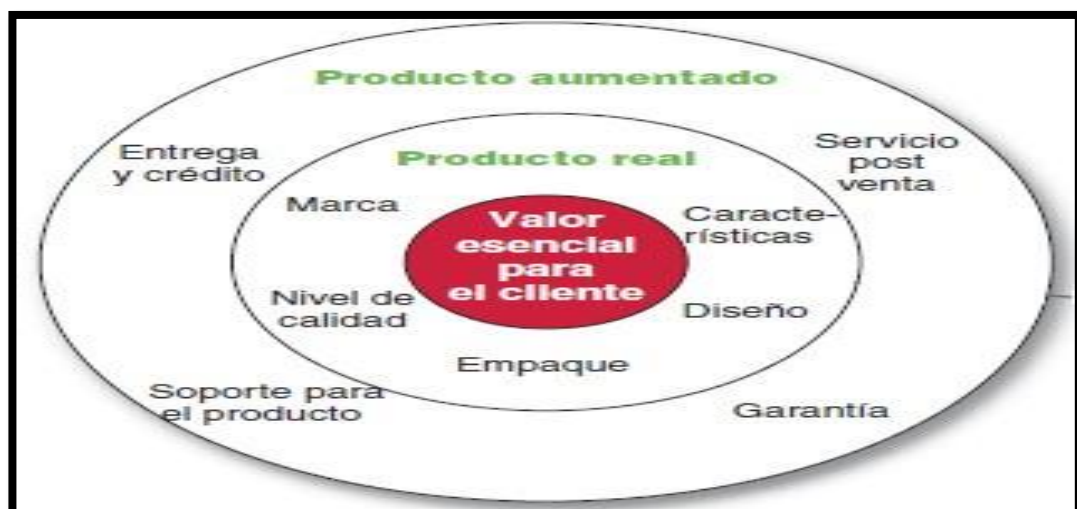 Producto aumentado
Entrega
y crédito
Servicio
post
venta
Producto real
Marca
Caracte-
rísticas
Valor
esencial
para
el cliente
Nivel de
calidad
Diseño
Empaque
Soporte para
el producto
Garantía